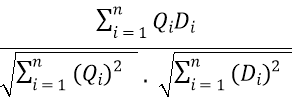 ∑ⁿᵢ₌₁ QᵢDᵢ
√∑ⁿᵢ₌₁ (Qᵢ)² . √∑ⁿᵢ₌₁ (Dᵢ)²